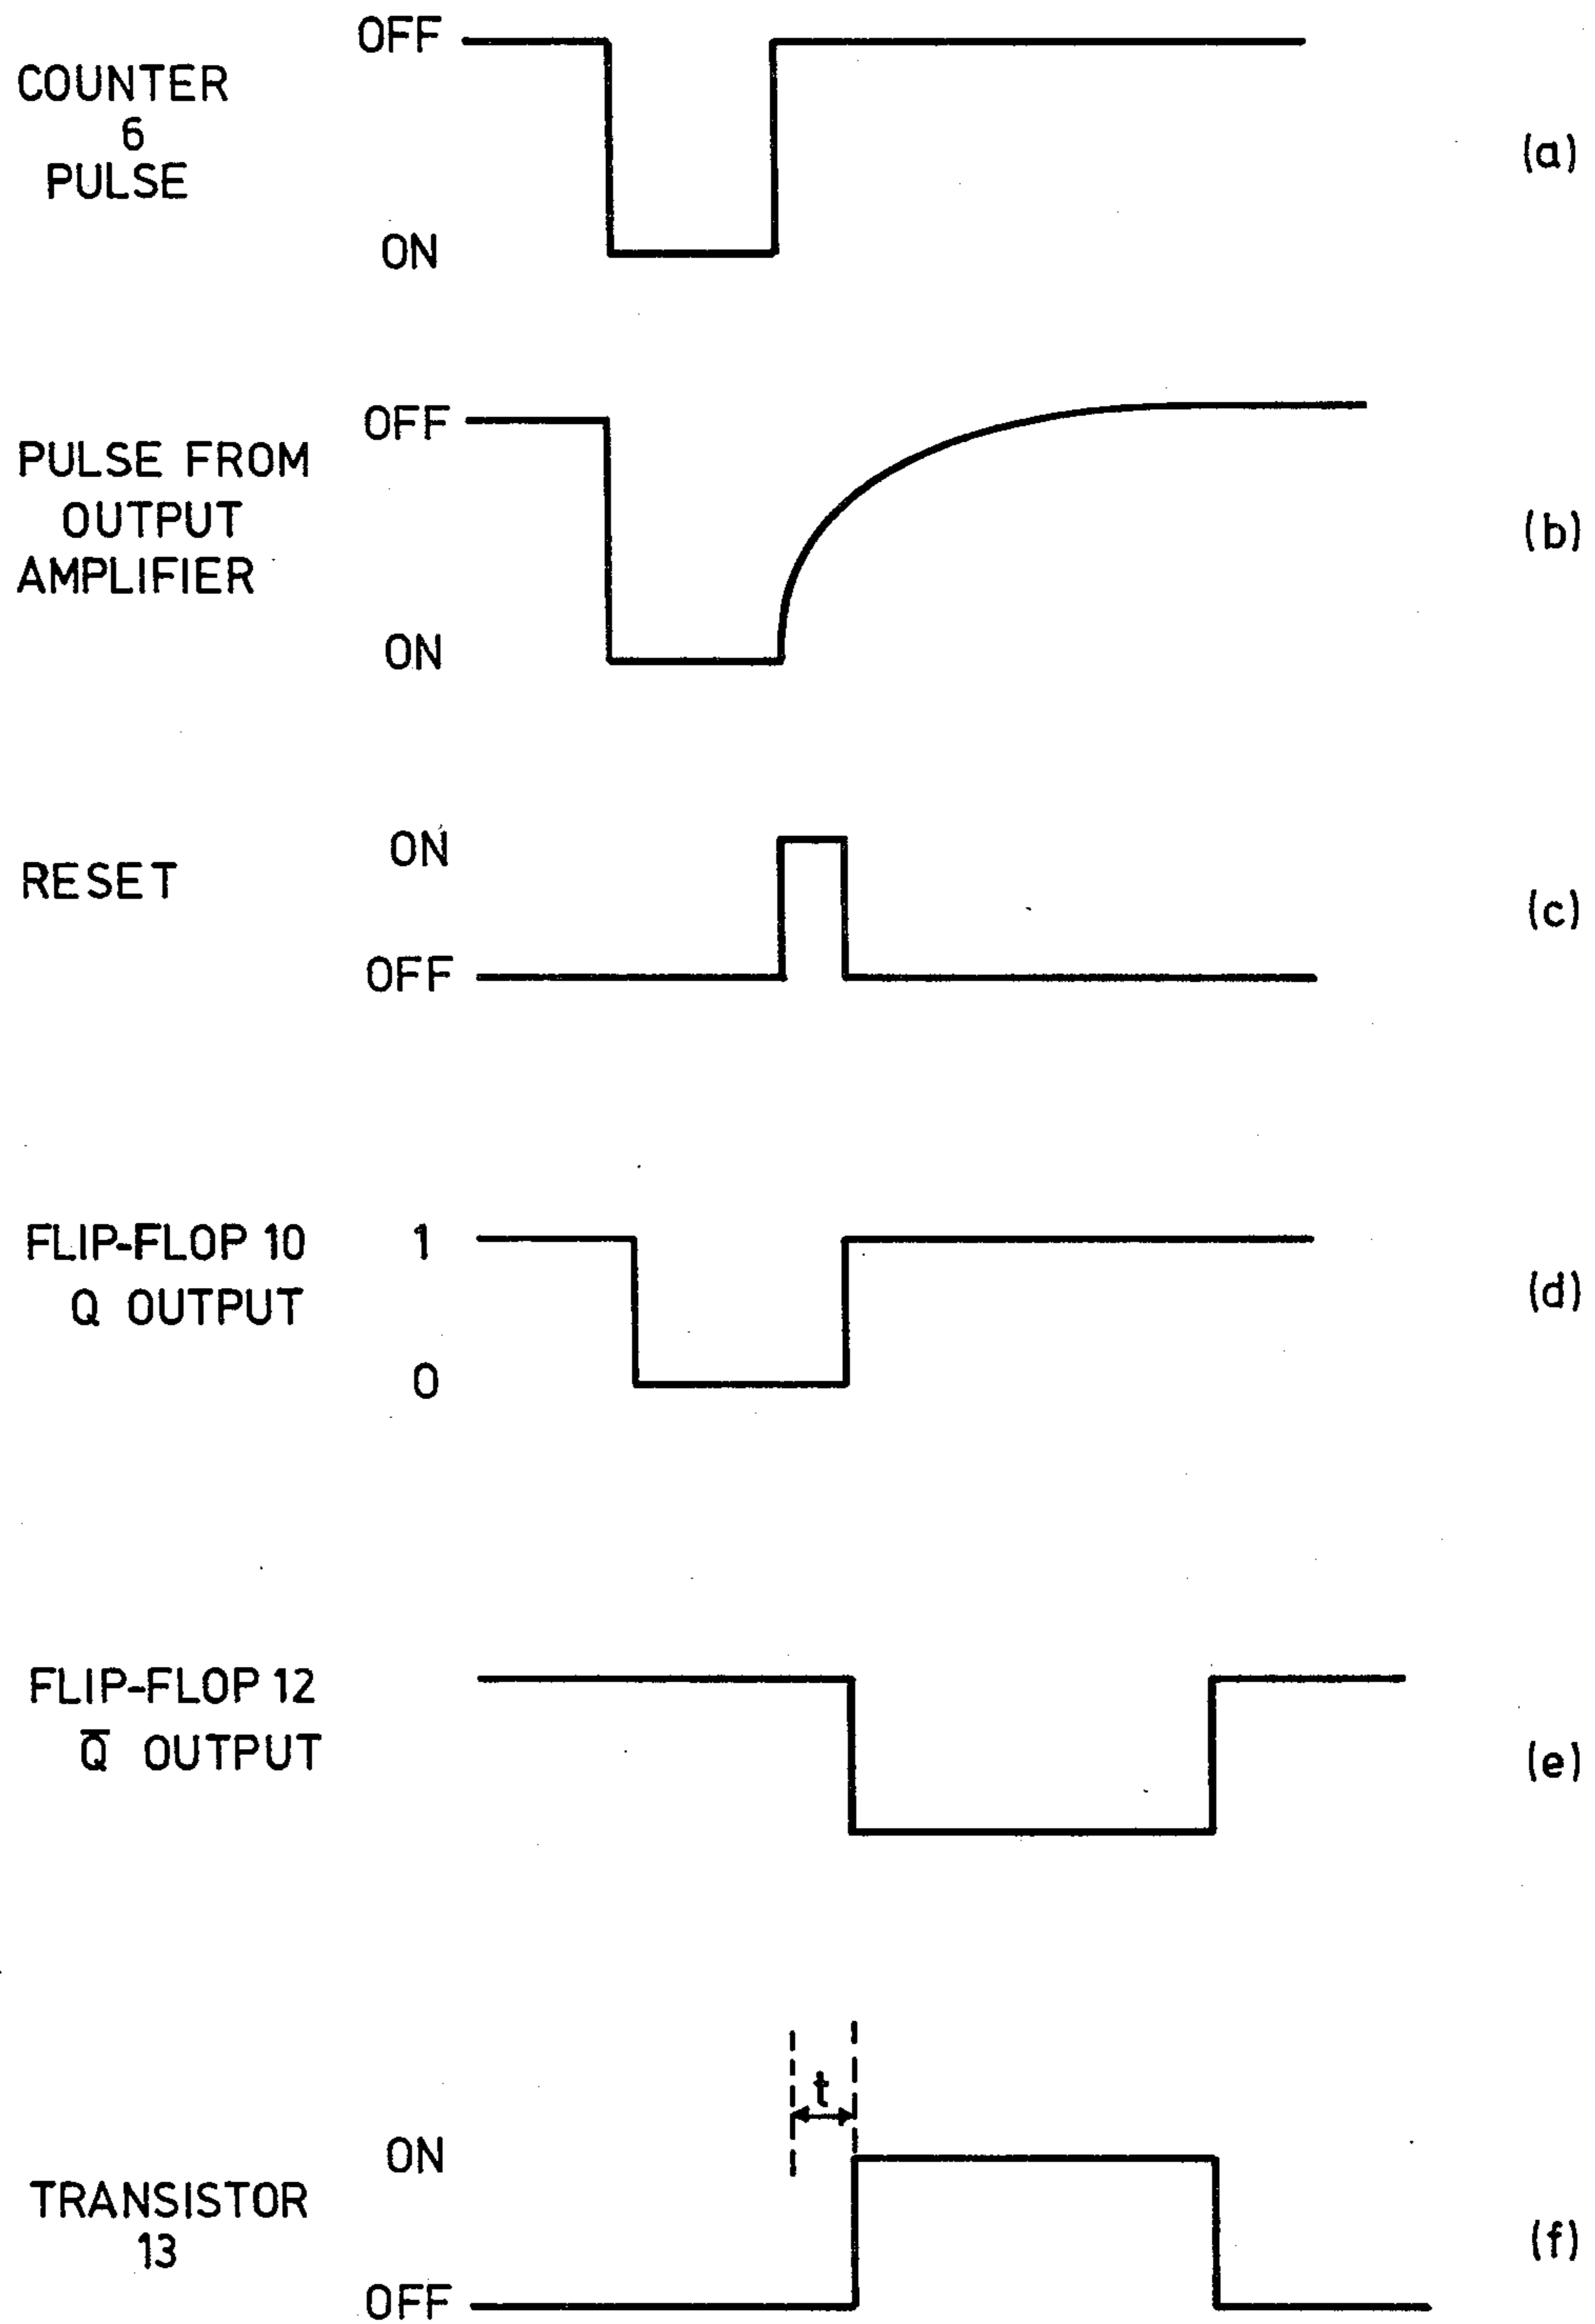 OFF
COUNTER
6
PULSE
(a)
ON
OFF
PULSE FROM
OUTPUT
AMPLIFIER
(b)
ON
ON
RESET
(c)
OFF
FLIP-FLOP 10
1
Q OUTPUT
(d)
0
FLIP-FLOP 12
Q̅ OUTPUT
(e)
t
ON
TRANSISTOR
13
(f)
OFF